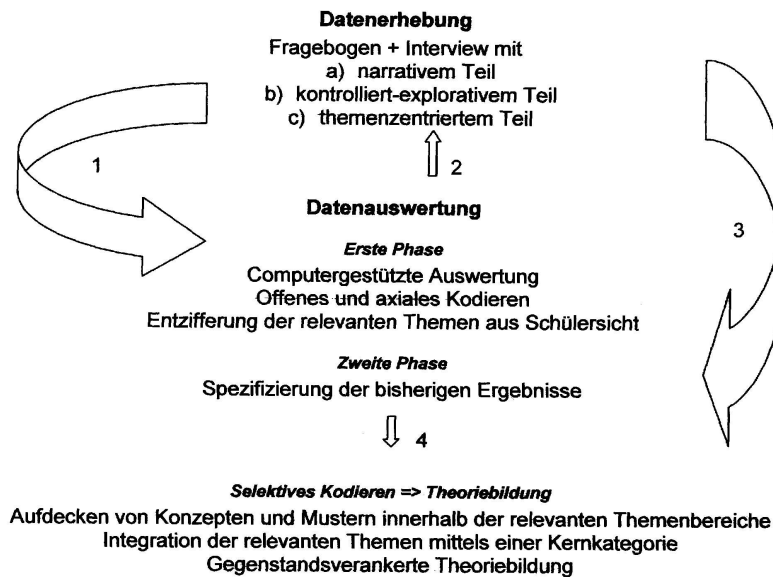 Datenerhebung
Fragebogen + Interview mit
a) narrativem Teil
b) kontrolliert-explorativem Teil
c) themenzentriertem Teil
1
2
Datenauswertung
3
Erste Phase
Computergestützte Auswertung
Offenes und axiales Kodieren
Entzifferung der relevanten Themen aus Schülersicht
Zweite Phase
Spezifizierung der bisherigen Ergebnisse
4
Selektives Kodieren => Theoriebildung
Aufdecken von Konzepten und Mustern innerhalb der relevanten Themenbereiche
Integration der relevanten Themen mittels einer Kernkategorie
Gegenstandsverankerte Theoriebildung